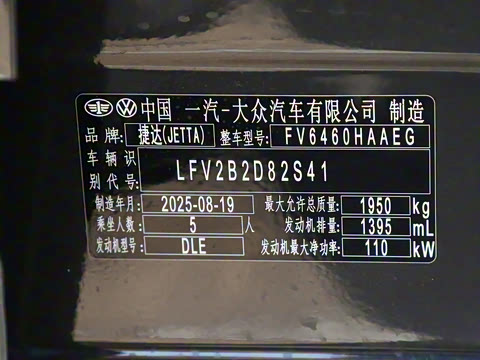 中国 一汽-大众汽车有限公司 制造
品牌: 捷达(JETTA) 整车型号: FV6460HAAEG
车辆识别代号: LFV2B2D82S41
制造年月: 2025-08-19 最大允许总质量: 1950 kg
乘坐人数: 5 人 发动机排量: 1395 mL
发动机型号: DLE 发动机最大净功率: 110 kW